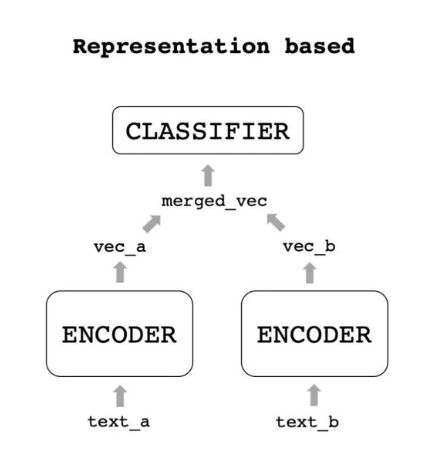 Representation based
CLASSIFIER
merged_vec
vec_a
vec_b
ENCODER
ENCODER
text_a
text_b